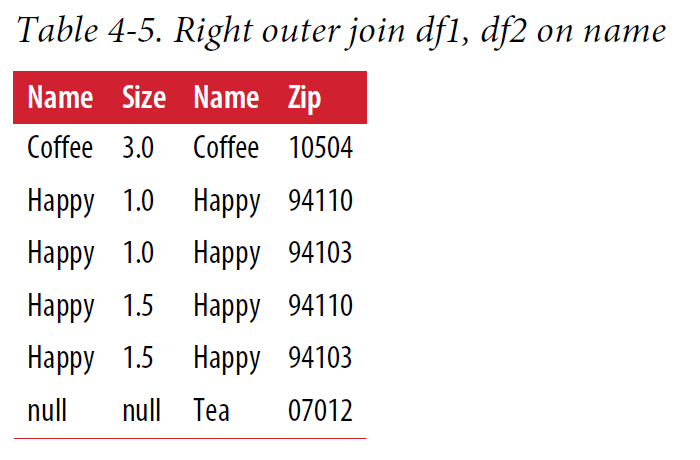 Table 4-5. Right outer join df1, df2 on name
Name Size Name Zip
Coffee 3.0 Coffee 10504
Happy 1.0 Happy 94110
Happy 1.0 Happy 94103
Happy 1.5 Happy 94110
Happy 1.5 Happy 94103
null null Tea 07012